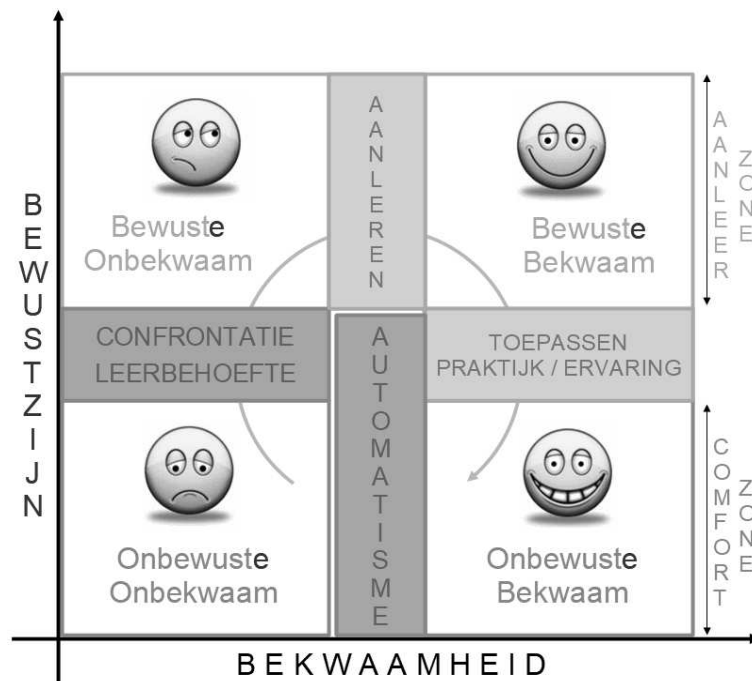 BEWUSTZIJN
Bewuste
Onbekwaam
AANLEREN
Bewuste
Bekwaam
AANLEER
ZONE
CONFRONTATIE
LEERBEHOEFTE
AUTOMATISME
TOEPASSEN
PRAKTIJK / ERVARING
Onbewuste
Onbekwaam
Onbewuste
Bekwaam
COMFORT
ZONE
BEKWAAMHEID